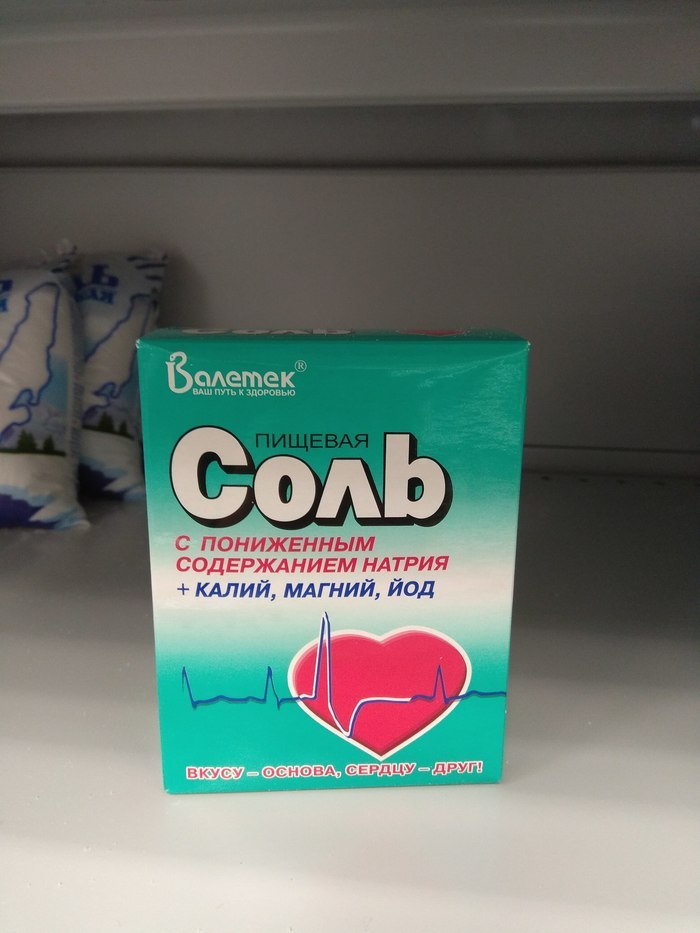 Валетек®
ВАШ ПУТЬ К ЗДОРОВЬЮ
ПИЩЕВАЯ
Соль
С ПОНИЖЕННЫМ
СОДЕРЖАНИЕМ НАТРИЯ
+ КАЛИЙ, МАГНИЙ, ЙОД
ВКУСУ – ОСНОВА, СЕРДЦУ – ДРУГ!